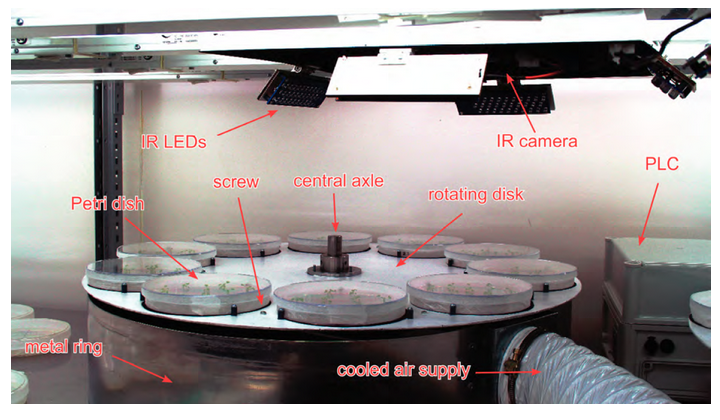 IR LEDs
IR camera
PLC
screw
central axle
rotating disk
Petri dish
metal ring
cooled air supply